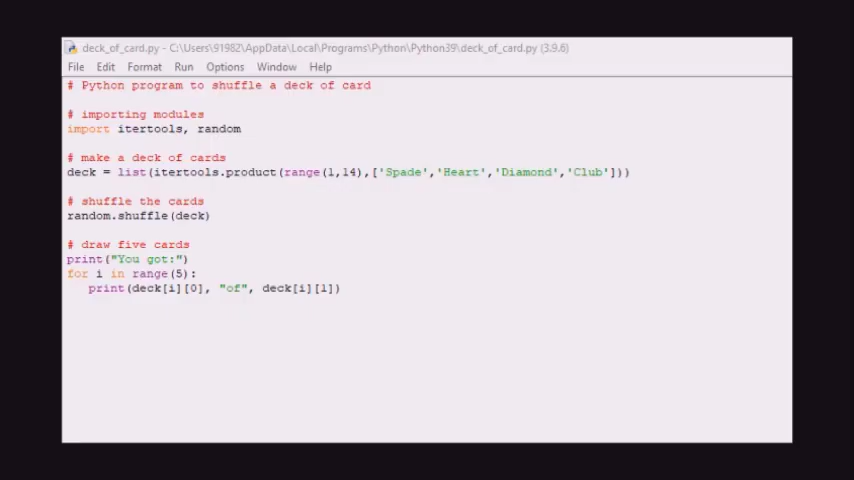 deck_of_card.py - C:\Users\91982\AppData\Local\Programs\Python\Python39\deck_of_card.py (3.9.6)
File Edit Format Run Options Window Help
# Python program to shuffle a deck of card
# importing modules
import itertools, random
# make a deck of cards
deck = list(itertools.product(range(1,14),['Spade','Heart','Diamond','Club']))
# shuffle the cards
random.shuffle(deck)
# draw five cards
print("You got:")
for i in range(5):
   print(deck[i][0], "of", deck[i][1])